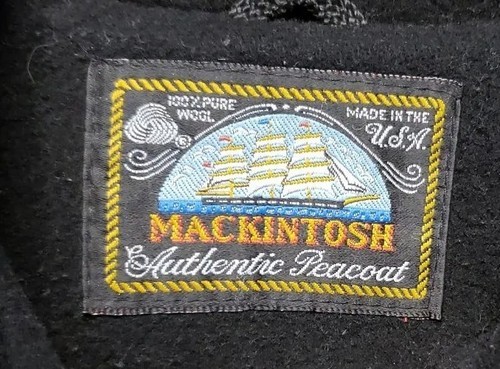 100% PURE
WOOL
®
MADE IN THE
U.S.A.
MACKINTOSH
Authentic Peacoat